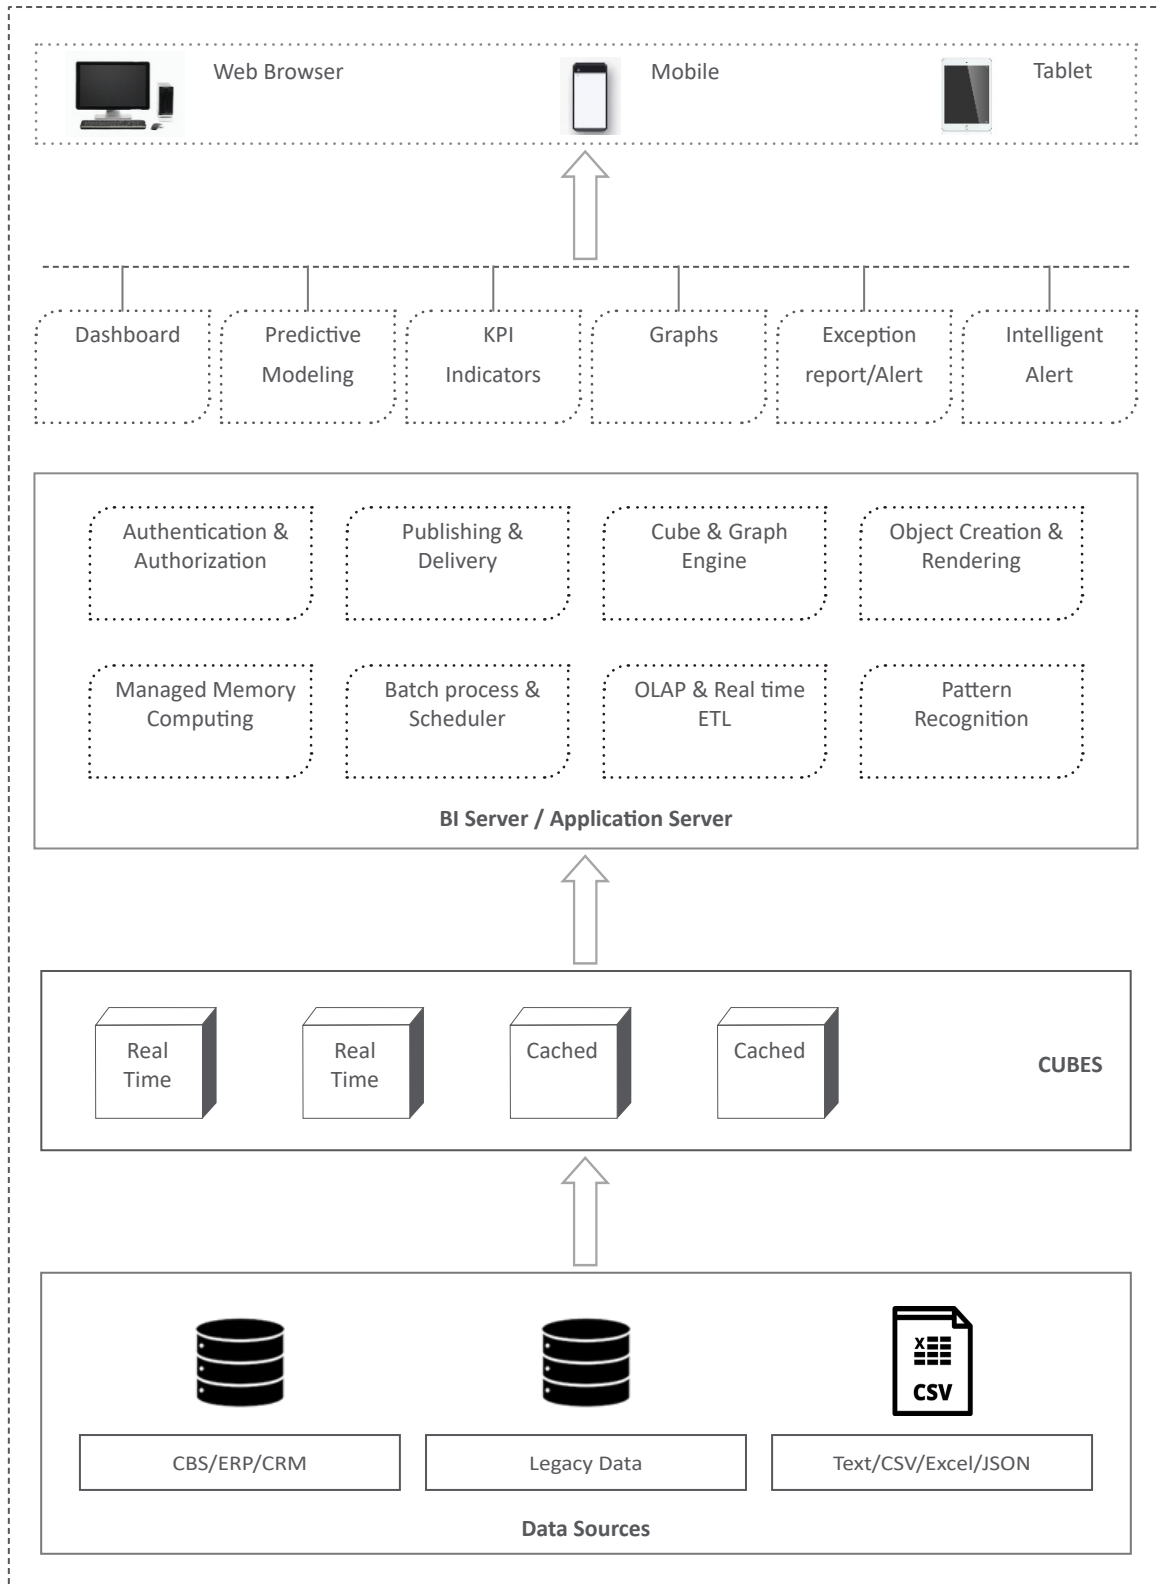 Web Browser
Mobile
Tablet
Dashboard
Predictive
Modeling
KPI
Indicators
Graphs
Exception
report/Alert
Intelligent
Alert
Authentication &
Authorization
Publishing &
Delivery
Cube & Graph
Engine
Object Creation &
Rendering
Managed Memory
Computing
Batch process &
Scheduler
OLAP & Real time
ETL
Pattern
Recognition
BI Server / Application Server
Real
Time
Real
Time
Cached
Cached
CUBES
X
CSV
CBS/ERP/CRM
Legacy Data
Text/CSV/Excel/JSON
Data Sources